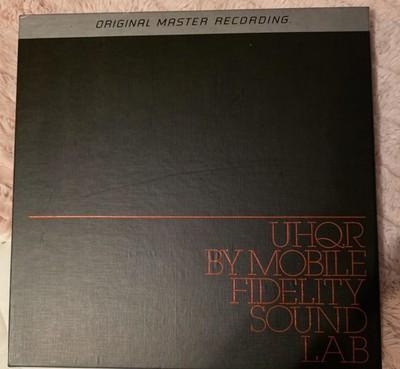 ORIGINAL MASTER RECORDING.
UHQR
BY MOBILE
FIDELITY
SOUND
LAB